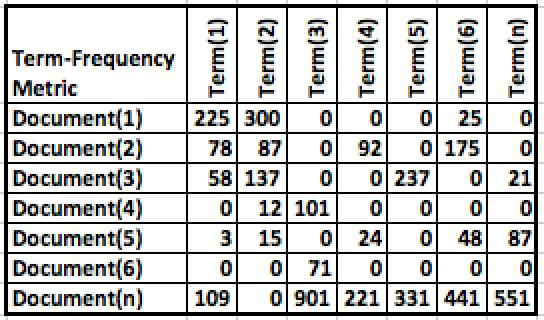 Term-Frequency Metric Term(1) Term(2) Term(3) Term(4) Term(5) Term(6) Term(n)
Document(1) 225 300 0 0 0 25 0
Document(2) 78 87 0 92 0 175 0
Document(3) 58 137 0 0 237 0 21
Document(4) 0 12 101 0 0 0 0
Document(5) 3 15 0 24 0 48 87
Document(6) 0 0 71 0 0 0 0
Document(n) 109 0 901 221 331 441 551